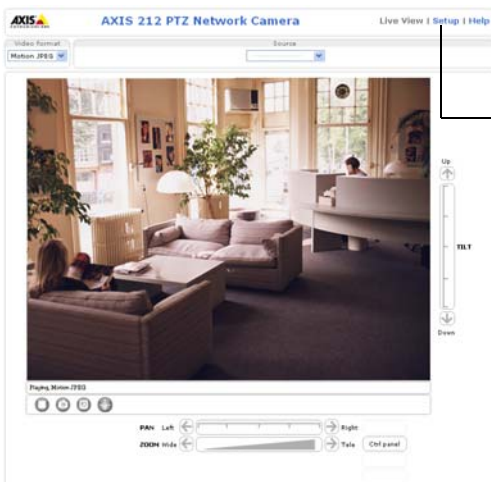 AXIS
AXIS 212 PTZ Network Camera
Live View | Setup | Help
Video format
Source
Motion JPEG
Up
TILT
Down
Playing, Motion JPEG
PAN Left Right
ZOOM Wide Tele
Ctrl panel